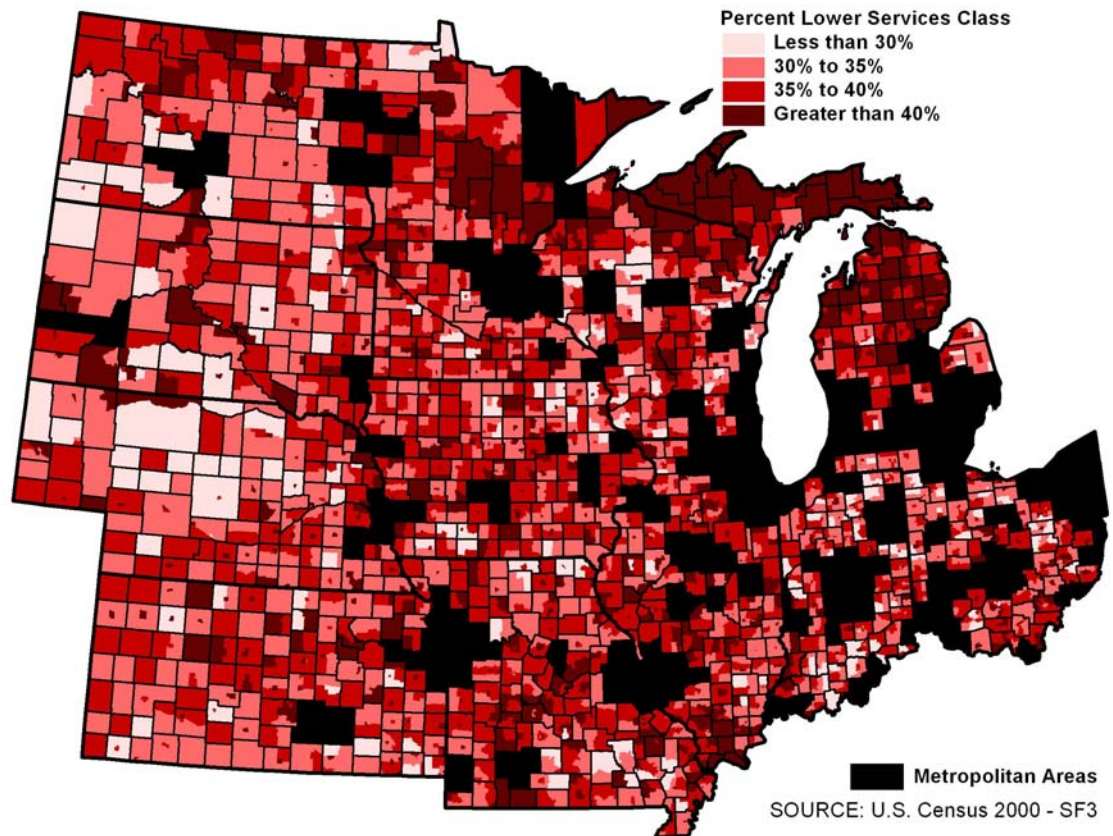 Percent Lower Services Class
Less than 30%
30% to 35%
35% to 40%
Greater than 40%
Metropolitan Areas
SOURCE: U.S. Census 2000 - SF3